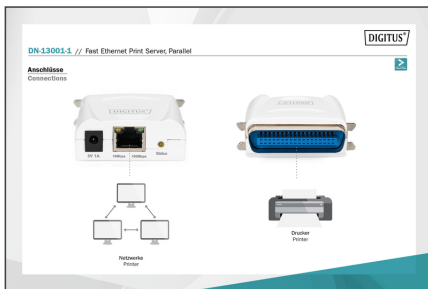 DIGITUS®
DN-13001-1 // Fast Ethernet Print Server, Parallel
Anschlüsse
Connections
DIGITUS
5V 1A
10Mbps
100Mbps
Status
Netzwerke
Printer
Drucker
Printer